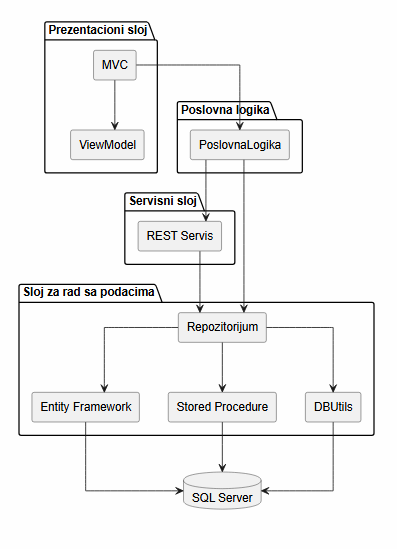 Prezentacioni sloj
MVC
ViewModel
Poslovna logika
PoslovnaLogika
Servisni sloj
REST Servis
Sloj za rad sa podacima
Repozitorijum
Entity Framework
Stored Procedure
DBUtils
SQL Server